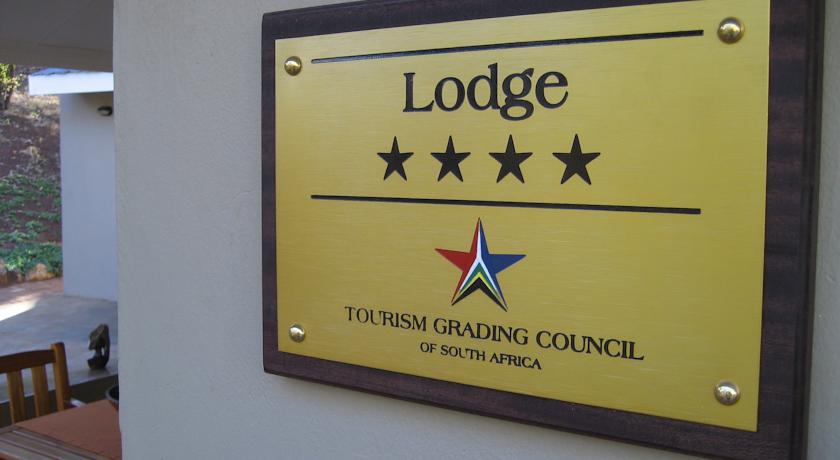 Lodge
★★★★
TOURISM GRADING COUNCIL
OF SOUTH AFRICA